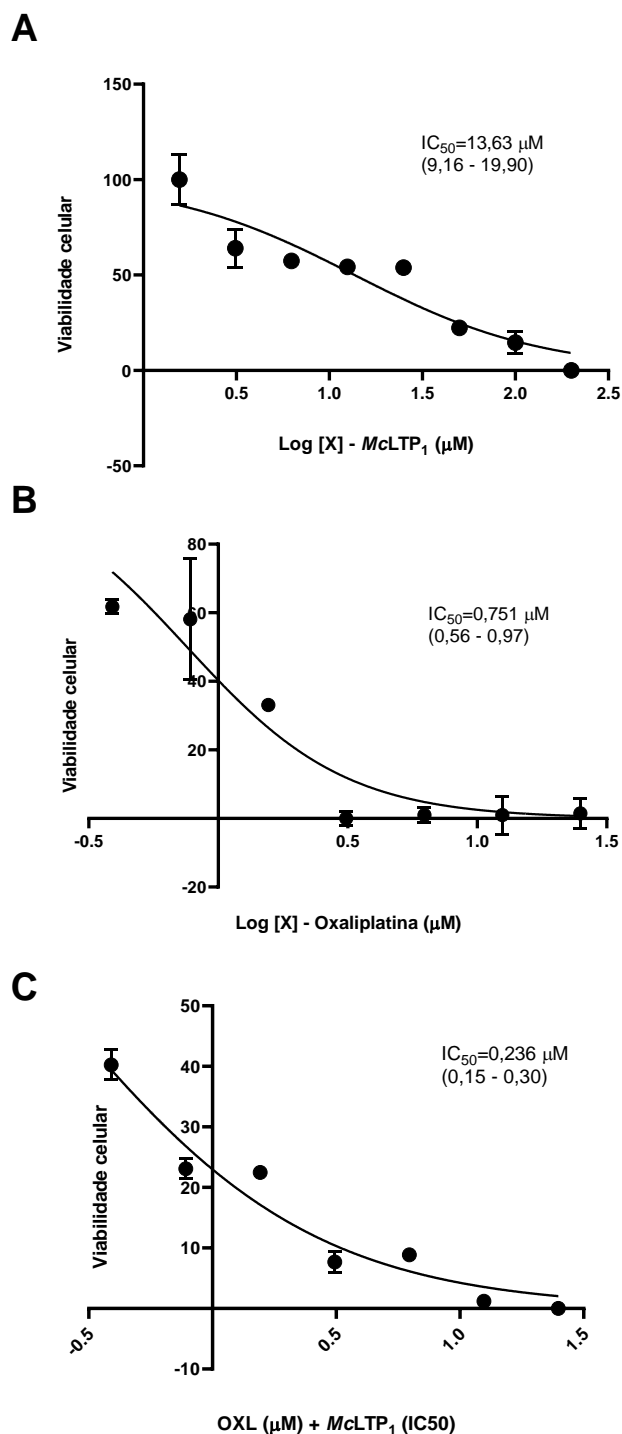 A
150
100
50
0
-50
Viabilidade celular
IC50=13,63 μM
(9,16 - 19,90)
0.5 1.0 1.5 2.0 2.5
Log [X] - McLTP1 (μM)
B
80
60
40
20
-20
Viabilidade celular
IC50=0,751 μM
(0,56 - 0,97)
-0.5 0.5 1.0 1.5
Log [X] - Oxaliplatina (μM)
C
50
40
30
20
10
-10
Viabilidade celular
IC50=0,236 μM
(0,15 - 0,30)
-0.5 0.5 1.0 1.5
OXL (μM) + McLTP1 (IC50)